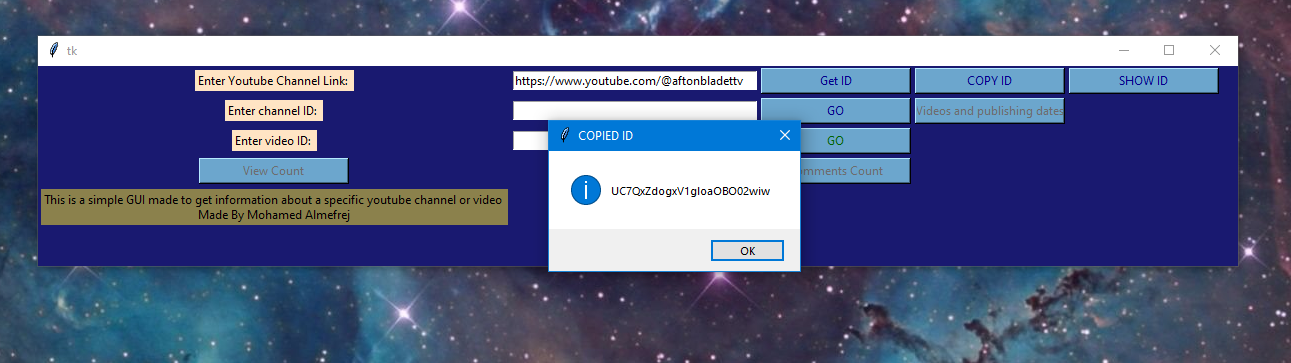 tk
Enter Youtube Channel Link:
https://www.youtube.com/@aftonbladettv
Get ID
COPY ID
SHOW ID
Enter channel ID:
GO
Videos and publishing dates
Enter video ID:
GO
View Count
omments Count
This is a simple GUI made to get information about a specific youtube channel or video
Made By Mohamed Almefrej
COPIED ID
UC7QxZdogxV1gIoaOBO02wiw
OK